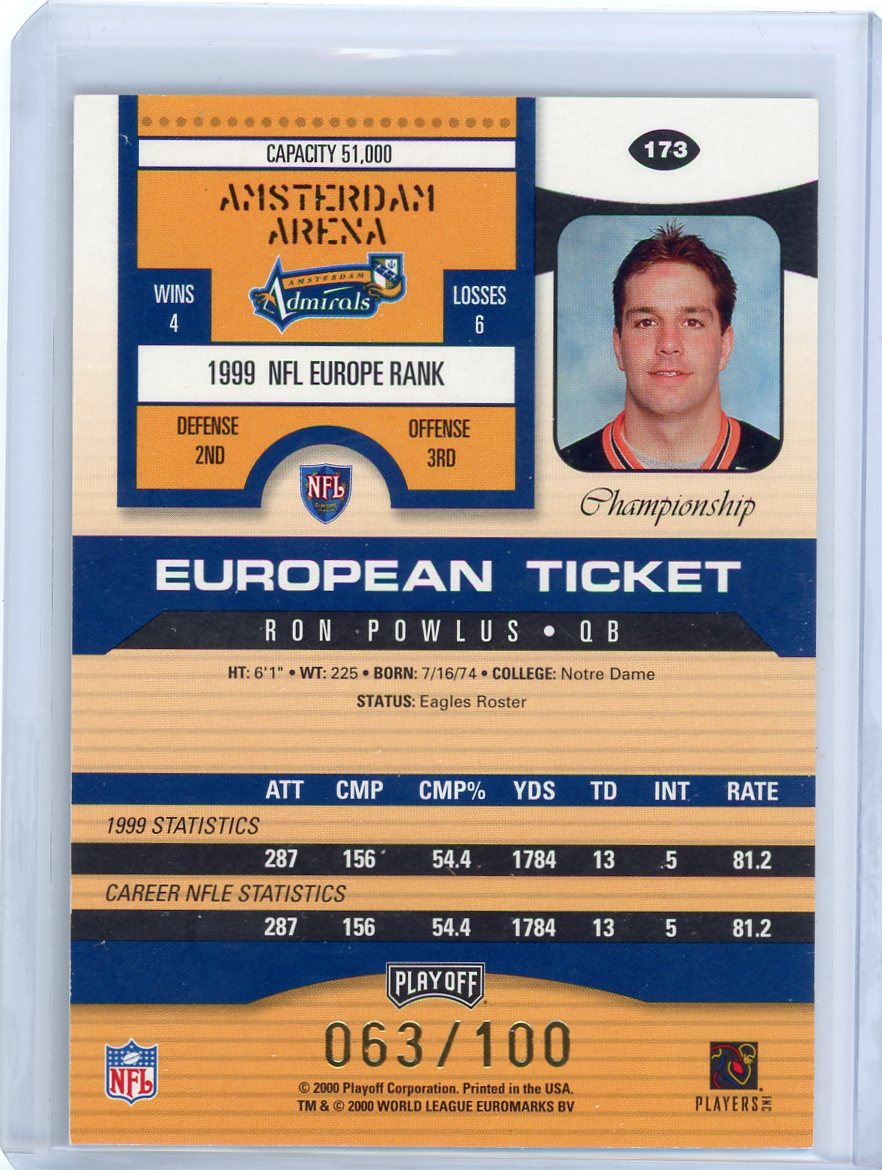 CAPACITY 51,000
AMSTERDAM
ARENA
AMSTERDAM
Admirals
WINS
4
LOSSES
6
1999 NFL EUROPE RANK
DEFENSE
2ND
OFFENSE
3RD
NFL
EUROPE
173
Championship
EUROPEAN TICKET
RON POWLUS • QB
HT: 6'1" • WT: 225 • BORN: 7/16/74 • COLLEGE: Notre Dame
STATUS: Eagles Roster
ATT CMP CMP% YDS TD INT RATE
1999 STATISTICS
287 156 54.4 1784 13 5 81.2
CAREER NFLE STATISTICS
287 156 54.4 1784 13 5 81.2
PLAYOFF
063/100
NFL
© 2000 Playoff Corporation. Printed in the USA.
TM & © 2000 WORLD LEAGUE EUROMARKS BV
PLAYERS INC